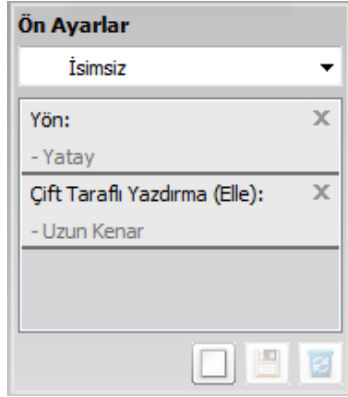 Ön Ayarlar
İsimsiz
Yön: X
- Yatay
Çift Taraflı Yazdırma (Elle): X
- Uzun Kenar